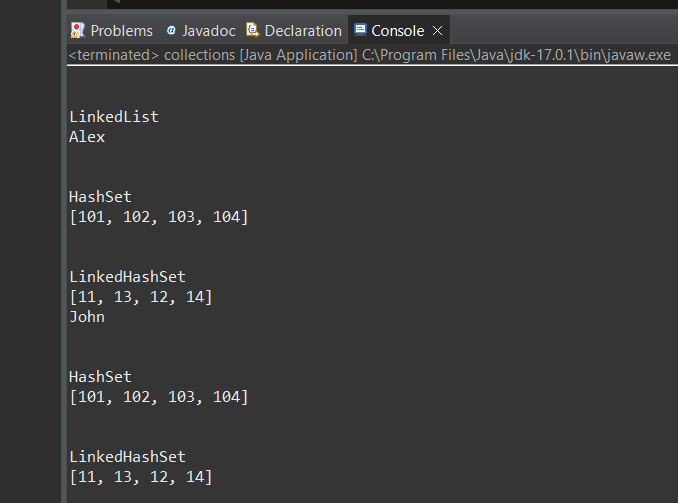 Problems @ Javadoc Declaration Console
<terminated> collections [Java Application] C:\Program Files\Java\jdk-17.0.1\bin\javaw.exe
LinkedList
Alex
HashSet
[101, 102, 103, 104]
LinkedHashSet
[11, 13, 12, 14]
John
HashSet
[101, 102, 103, 104]
LinkedHashSet
[11, 13, 12, 14]